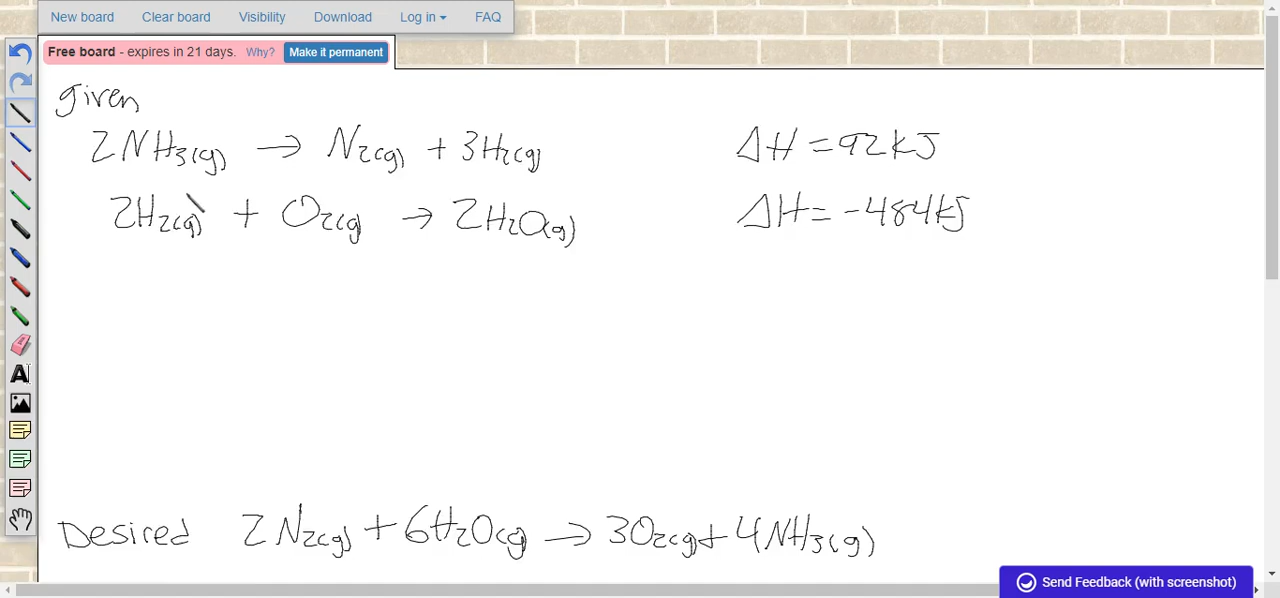 New board Clear board Visibility Download Log in FAQ
Free board - expires in 21 days. Why? Make it permanent
given
2NH3(g) → N2(g) + 3H2(g) ΔH = 92kJ
2H2(g) + O2(g) → 2H2O(g) ΔH = -484kJ
A
Desired 2N2(g) + 6H2O(g) → 3O2(g) + 4NH3(g)
Send Feedback (with screenshot)